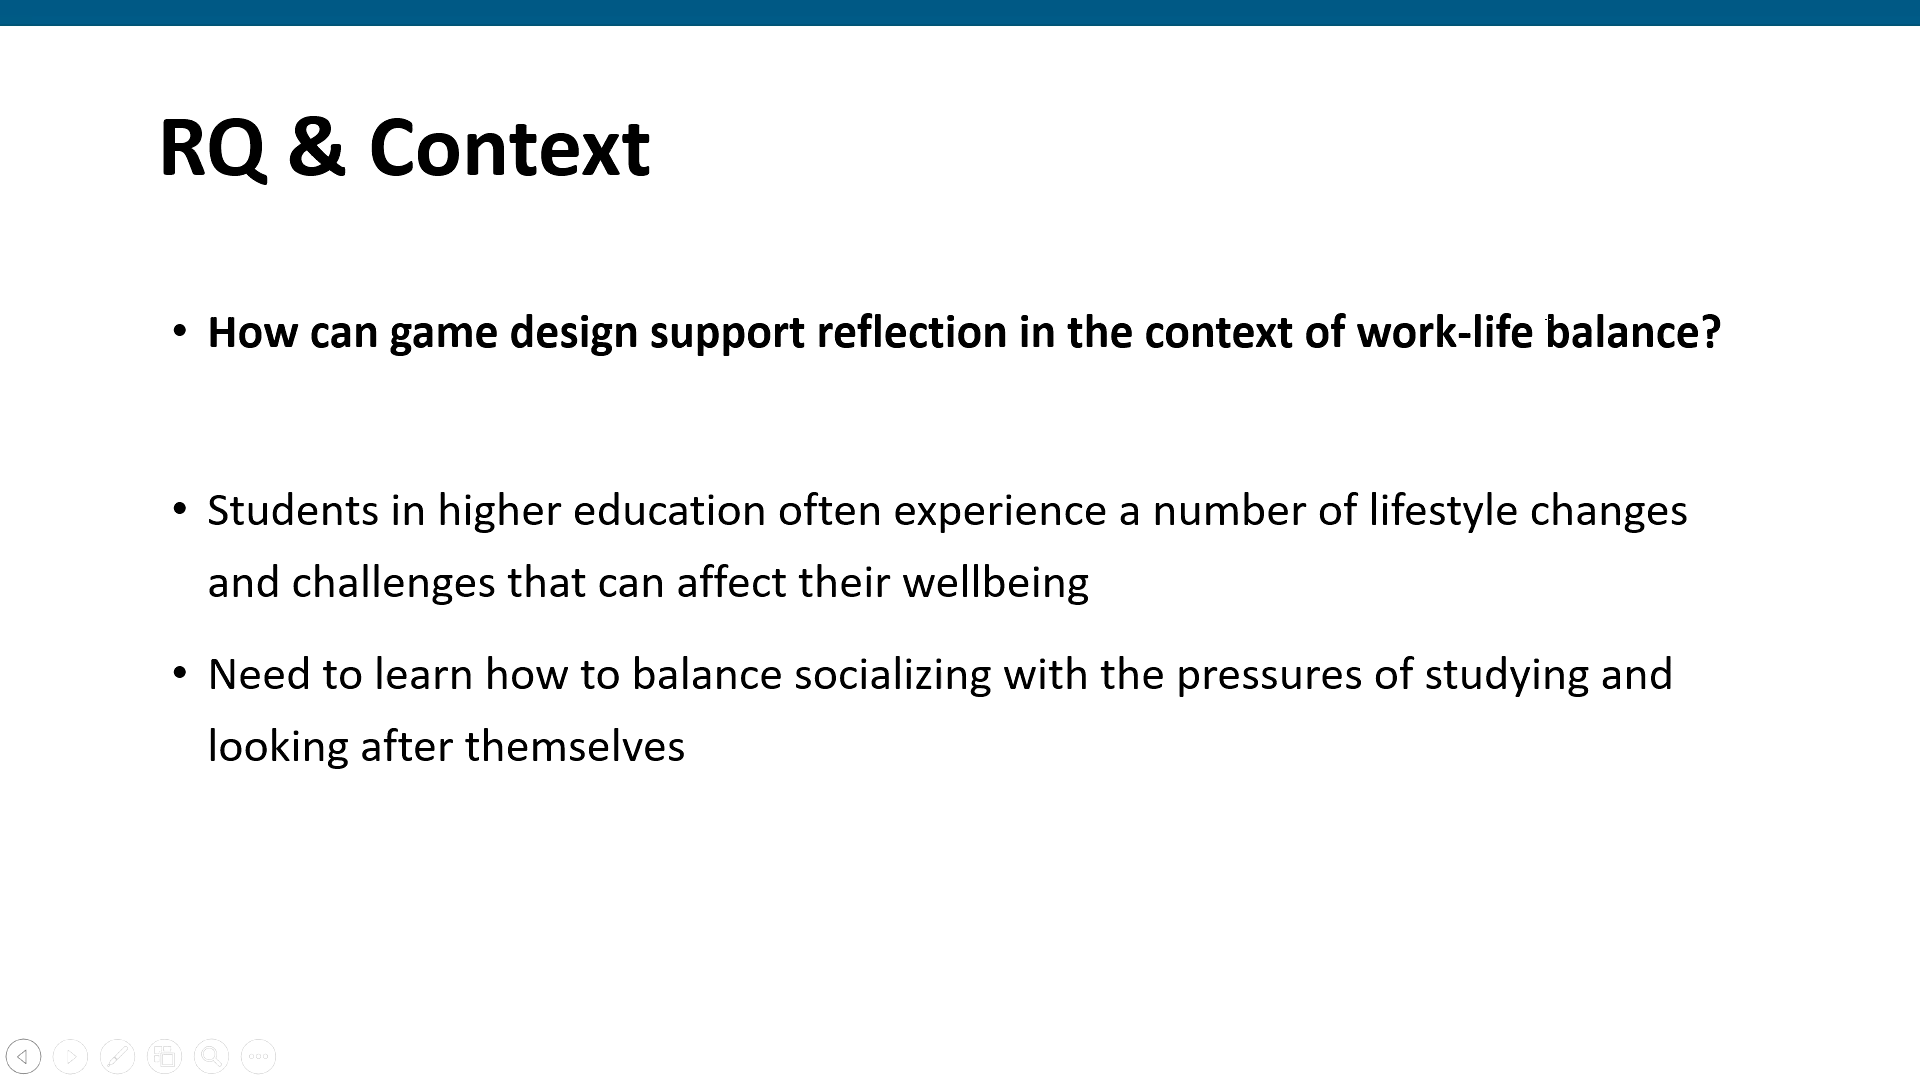 RQ & Context
• How can game design support reflection in the context of work-life balance?
• Students in higher education often experience a number of lifestyle changes
and challenges that can affect their wellbeing
• Need to learn how to balance socializing with the pressures of studying and
looking after themselves